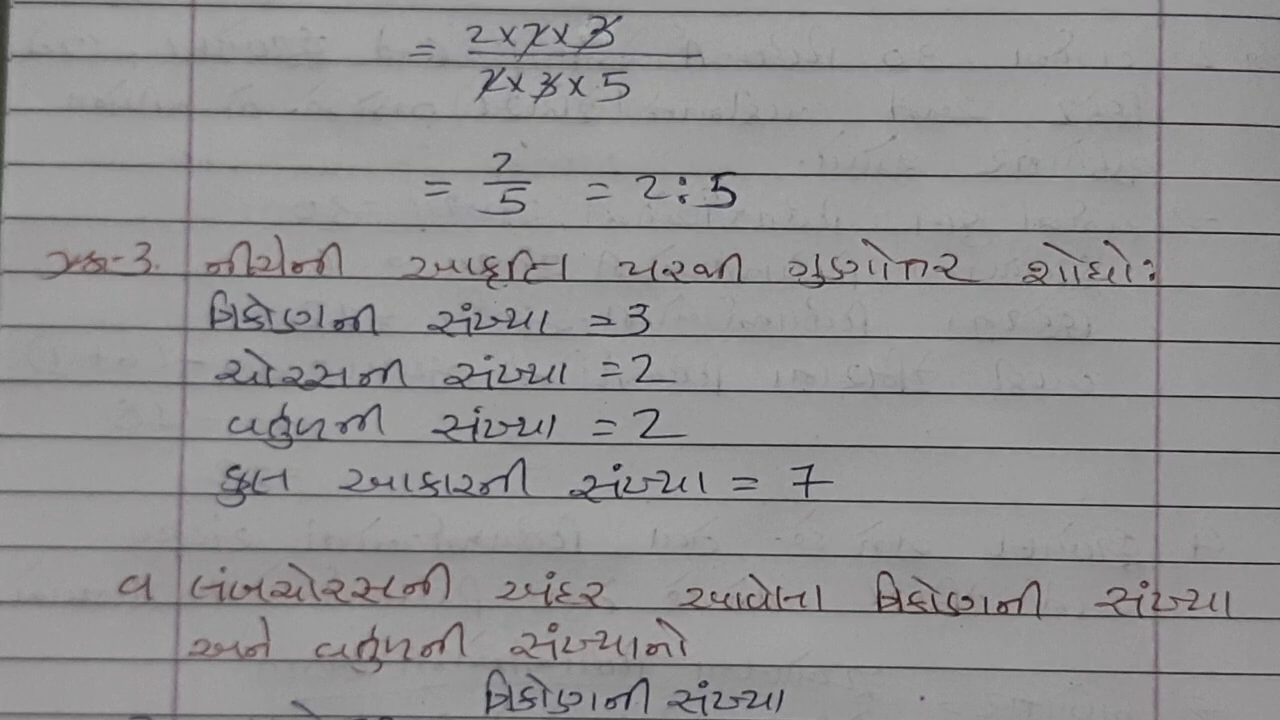 = 2×2×3 / 2×3×5
= 2/5 = 2:5
પ્રશ્ન-3. નીચેની આકૃતિ પરથી ગુણોત્તર શોધો:
ત્રિકોણની સંખ્યા = 3
ચોરસની સંખ્યા = 2
વર્તુળની સંખ્યા = 2
કુલ આકારની સંખ્યા = 7
૧ લંબચોરસની અંદર આવેલા ત્રિકોણની સંખ્યા
અને વર્તુળની સંખ્યાનો
ત્રિકોણની સંખ્યા